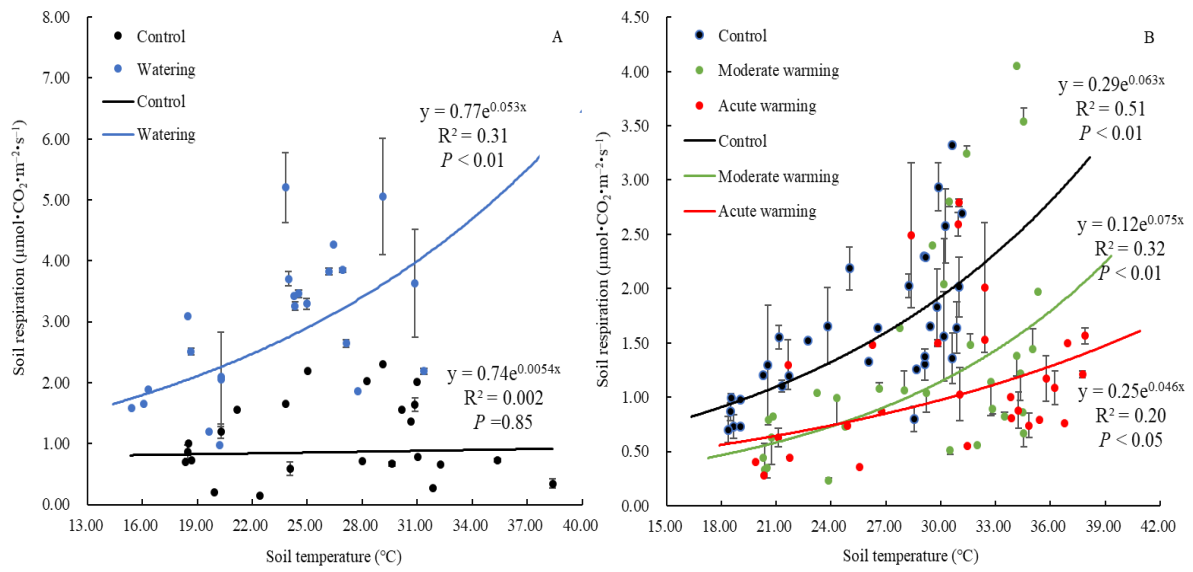 A
Control
Watering
Control
Watering
y = 0.77e^0.053x
R² = 0.31
P < 0.01
y = 0.74e^0.0054x
R² = 0.002
P =0.85
8.00
7.00
6.00
5.00
4.00
3.00
2.00
1.00
0.00
13.00 16.00 19.00 22.00 25.00 28.00 31.00 34.00 37.00 40.00
Soil temperature (℃)
Soil respiration (μmol•CO₂•m⁻²•s⁻¹)
B
Control
Moderate warming
Acute warming
Control
Moderate warming
Acute warming
y = 0.29e^0.063x
R² = 0.51
P < 0.01
y = 0.12e^0.075x
R² = 0.32
P < 0.01
y = 0.25e^0.046x
R² = 0.20
P < 0.05
4.50
4.00
3.50
3.00
2.50
2.00
1.50
1.00
0.50
0.00
15.00 18.00 21.00 24.00 27.00 30.00 33.00 36.00 39.00 42.00
Soil temperature (℃)
Soil respiration (μmol•CO₂•m⁻²•s⁻¹)